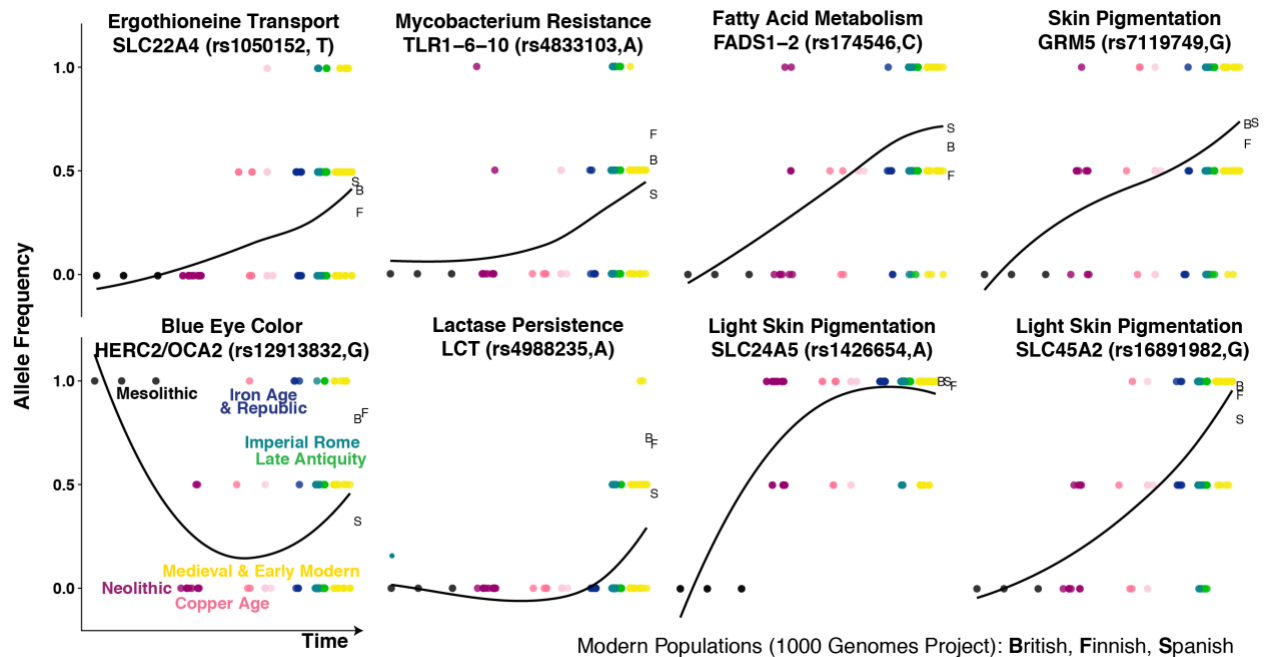 Ergothioneine Transport
SLC22A4 (rs1050152, T)
Mycobacterium Resistance
TLR1–6–10 (rs4833103,A)
Fatty Acid Metabolism
FADS1–2 (rs174546,C)
Skin Pigmentation
GRM5 (rs7119749,G)
1.0
0.5
0.0
S
B
F
F
B
S
S
B
F
B
S
F
Allele Frequency
Blue Eye Color
HERC2/OCA2 (rs12913832,G)
Lactase Persistence
LCT (rs4988235,A)
Light Skin Pigmentation
SLC24A5 (rs1426654,A)
Light Skin Pigmentation
SLC45A2 (rs16891982,G)
1.0
0.5
0.0
Mesolithic
Iron Age
& Republic
Imperial Rome
Late Antiquity
Medieval & Early Modern
Neolithic
Copper Age
B
F
S
B
F
S
B
S
F
B
F
S
Time
Modern Populations (1000 Genomes Project): British, Finnish, Spanish